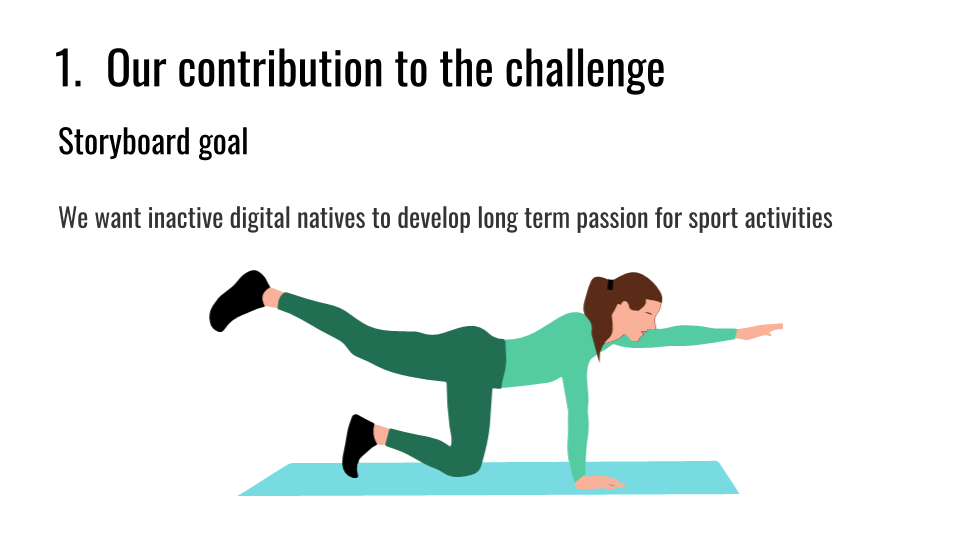 1. Our contribution to the challenge
Storyboard goal
We want inactive digital natives to develop long term passion for sport activities